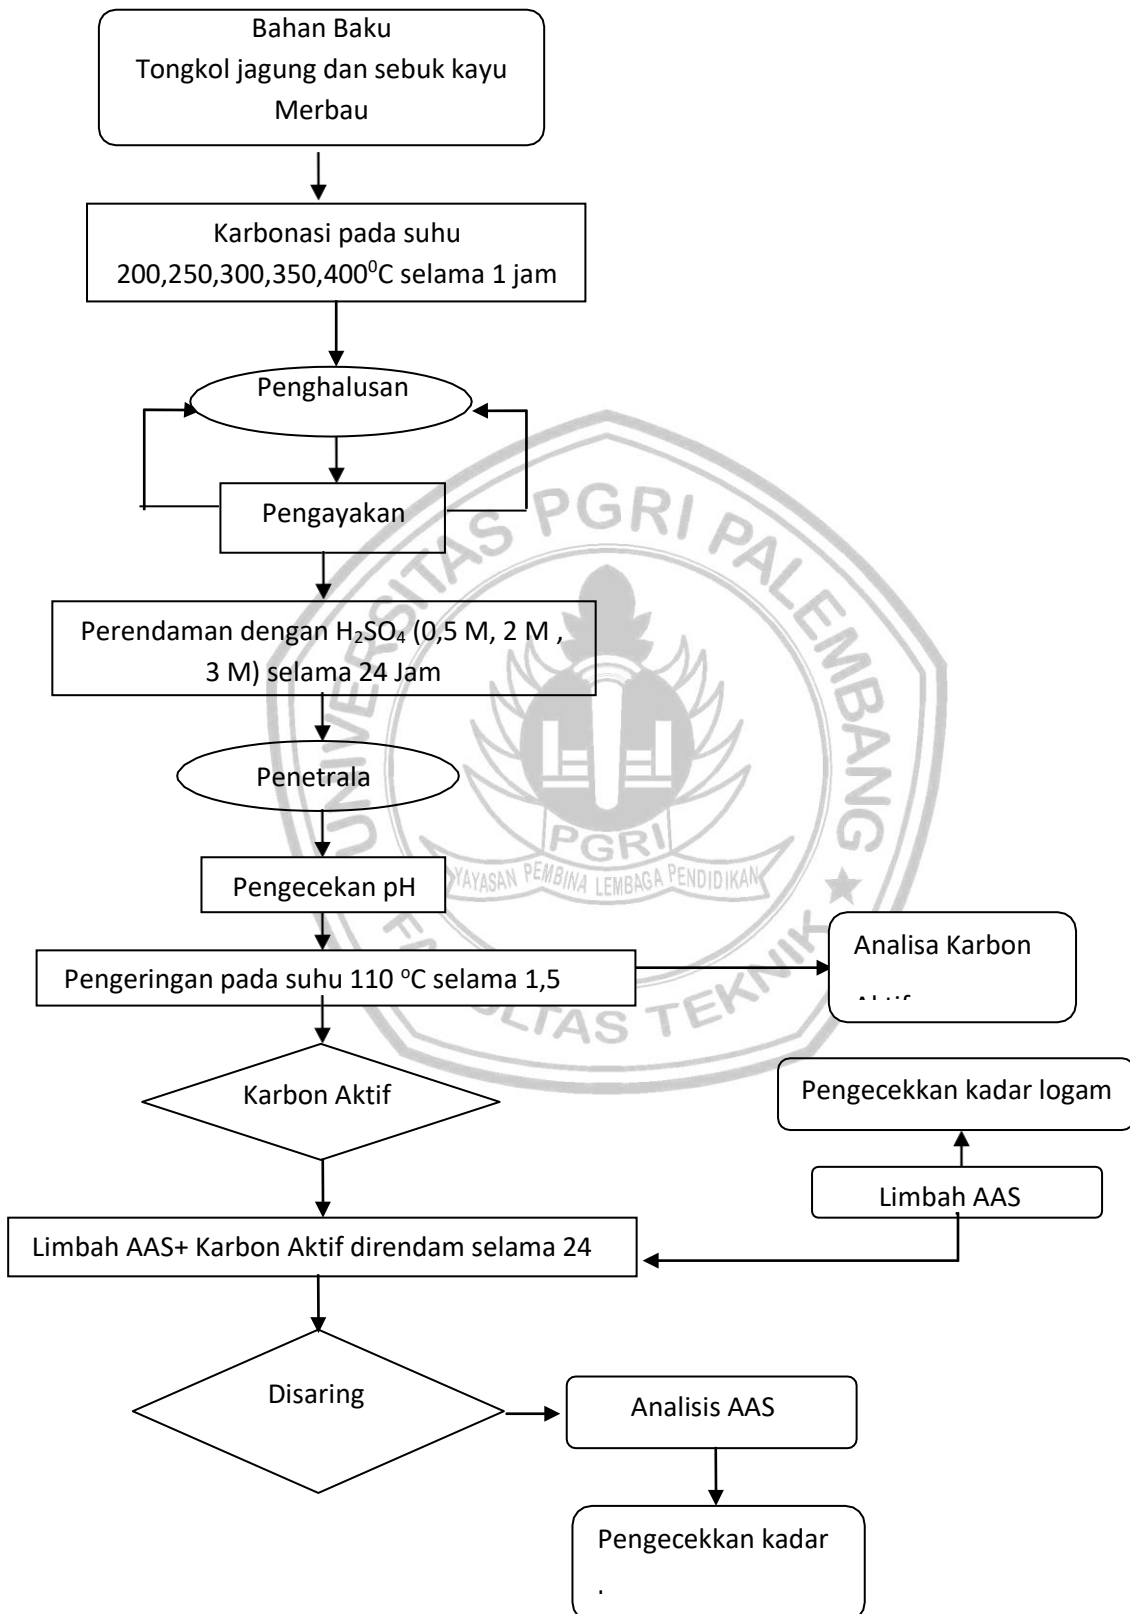 Bahan Baku
Tongkol jagung dan sebuk kayu
Merbau
Karbonasi pada suhu
200,250,300,350,400⁰C selama 1 jam
Penghalusan
Pengayakan
Perendaman dengan H₂SO₄ (0,5 M, 2 M ,
3 M) selama 24 Jam
Penetrala
Pengecekan pH
Pengeringan pada suhu 110 ᵒC selama 1,5
Analisa Karbon
Karbon Aktif
Pengecekkan kadar logam
Limbah AAS
Limbah AAS+ Karbon Aktif direndam selama 24
Disaring
Analisis AAS
Pengecekkan kadar
UNIVERSITAS PGRI PALEMBANG
PGRI
YAYASAN PEMBINA LEMBAGA PENDIDIKAN
FAKULTAS TEKNIK